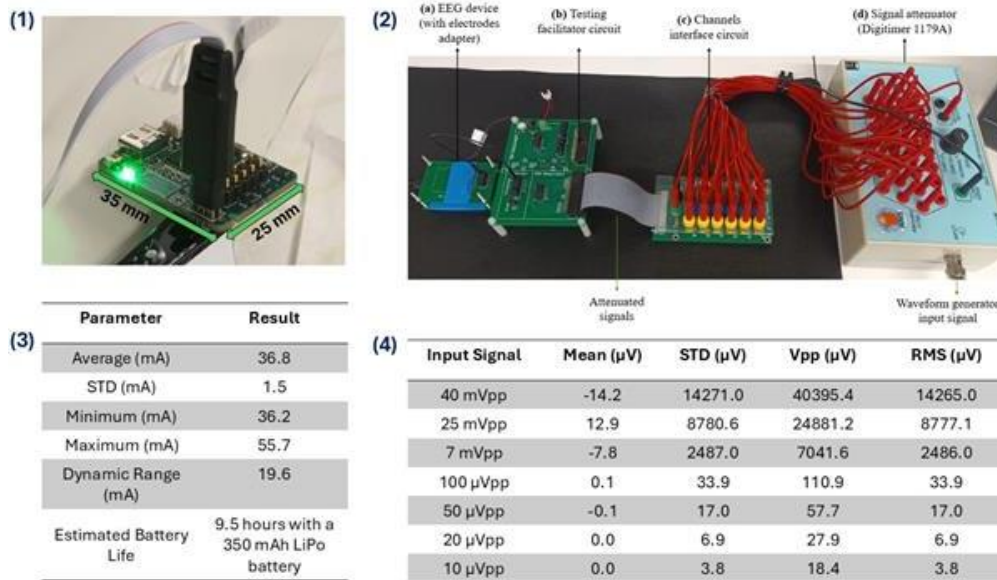 (1)
35 mm
25 mm
(2)
(a) EEG device
(with electrodes
adapter)
(b) Testing
facilitator circuit
(c) Channels
interface circuit
(d) Signal attenuator
(Digitimer 1179A)
Attenuated
signals
Waveform generator
input signal
(3)
Parameter Result
Average (mA) 36.8
STD (mA) 1.5
Minimum (mA) 36.2
Maximum (mA) 55.7
Dynamic Range
(mA) 19.6
Estimated Battery
Life 9.5 hours with a
350 mAh LiPo
battery
(4)
Input Signal Mean (µV) STD (µV) Vpp (µV) RMS (µV)
40 mVpp -14.2 14271.0 40395.4 14265.0
25 mVpp 12.9 8780.6 24881.2 8777.1
7 mVpp -7.8 2487.0 7041.6 2486.0
100 µVpp 0.1 33.9 110.9 33.9
50 µVpp -0.1 17.0 57.7 17.0
20 µVpp 0.0 6.9 27.9 6.9
10 µVpp 0.0 3.8 18.4 3.8